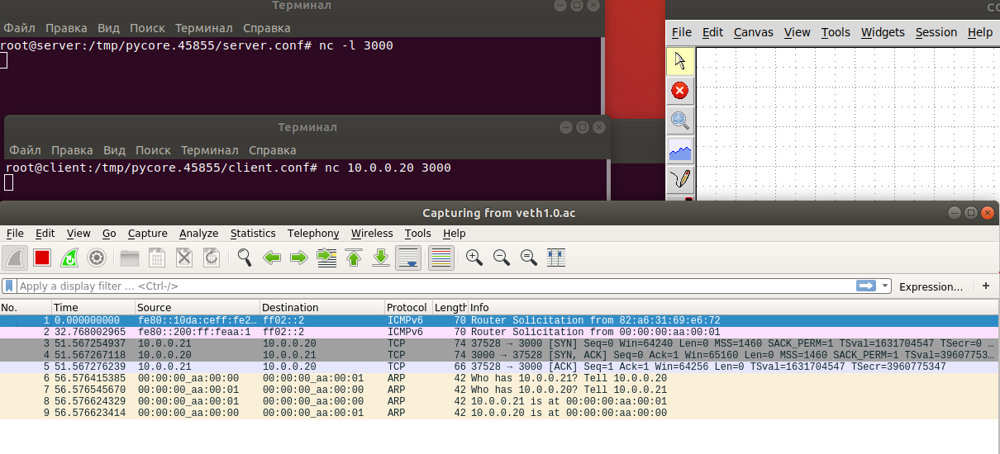 Терминал
Файл Правка Вид Поиск Терминал Справка
root@server:/tmp/pycore.45855/server.conf# nc -l 3000
CO
File Edit Canvas View Tools Widgets Session Help
Терминал
Файл Правка Вид Поиск Терминал Справка
root@client:/tmp/pycore.45855/client.conf# nc 10.0.0.20 3000
Capturing from veth1.0.ac
File Edit View Go Capture Analyze Statistics Telephony Wireless Tools Help
Apply a display filter ... <Ctrl-/> Expression... +
No. Time Source Destination Protocol Length Info
1 0.000000000 fe80::10da:ceff:fe2… ff02::2 ICMPv6 70 Router Solicitation from 82:a6:31:69:e6:72
2 32.768002965 fe80::200:ff:feaa:1 ff02::2 ICMPv6 70 Router Solicitation from 00:00:00:aa:00:01
3 51.567254937 10.0.0.21 10.0.0.20 TCP 74 37528 → 3000 [SYN] Seq=0 Win=64240 Len=0 MSS=1460 SACK_PERM=1 TSval=1631704547 TSecr=0 …
4 51.567267118 10.0.0.20 10.0.0.21 TCP 74 3000 → 37528 [SYN, ACK] Seq=0 Ack=1 Win=65160 Len=0 MSS=1460 SACK_PERM=1 TSval=39607753…
5 51.567276239 10.0.0.21 10.0.0.20 TCP 66 37528 → 3000 [ACK] Seq=1 Ack=1 Win=64256 Len=0 TSval=1631704547 TSecr=3960775347
6 56.576415385 00:00:00_aa:00:00 00:00:00_aa:00:01 ARP 42 Who has 10.0.0.21? Tell 10.0.0.20
7 56.576545670 00:00:00_aa:00:01 00:00:00_aa:00:00 ARP 42 Who has 10.0.0.20? Tell 10.0.0.21
8 56.576624329 00:00:00_aa:00:01 00:00:00_aa:00:00 ARP 42 10.0.0.21 is at 00:00:00:aa:00:01
9 56.576623414 00:00:00_aa:00:00 00:00:00_aa:00:01 ARP 42 10.0.0.20 is at 00:00:00:aa:00:00